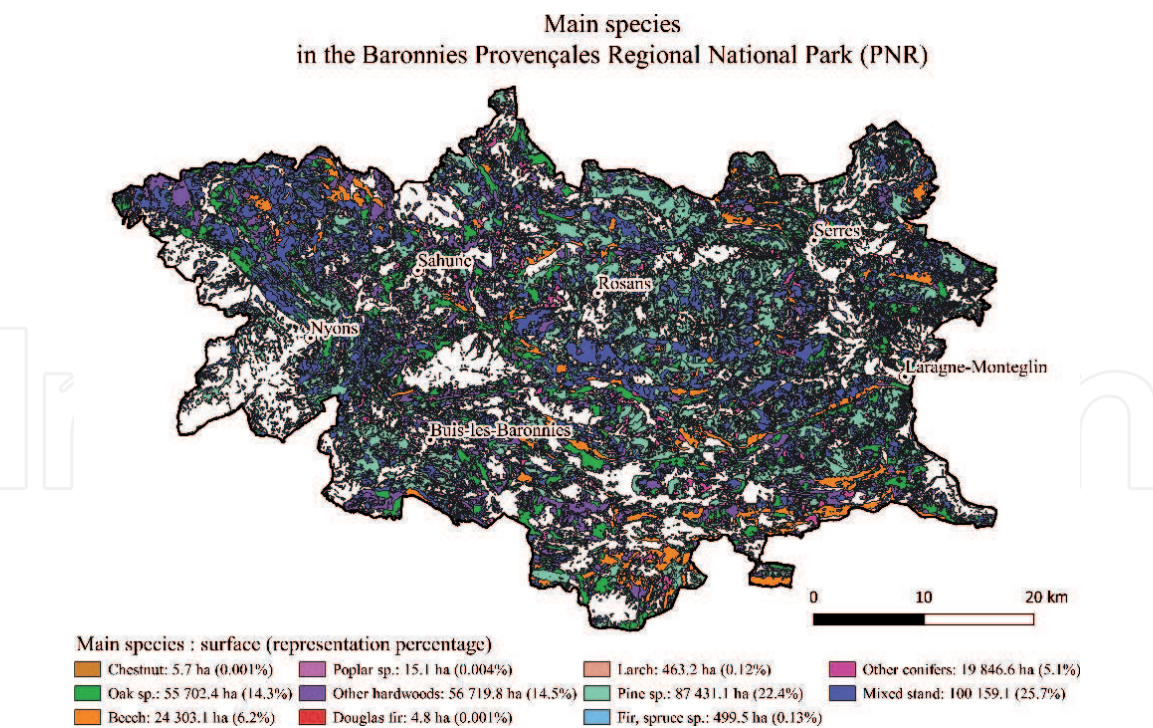 Main species
in the Baronnies Provençales Regional National Park (PNR)
Serres
Sahune
Rosans
Nyons
Laragne-Monteglin
Buis-les-Baronnies
0 10 20 km
Main species : surface (representation percentage)
Chestnut: 5.7 ha (0.001%) Poplar sp.: 15.1 ha (0.004%) Larch: 463.2 ha (0.12%) Other conifers: 19 846.6 ha (5.1%)
Oak sp.: 55 702.4 ha (14.3%) Other hardwoods: 56 719.8 ha (14.5%) Pine sp.: 87 431.1 ha (22.4%) Mixed stand: 100 159.1 (25.7%)
Beech: 24 303.1 ha (6.2%) Douglas fir: 4.8 ha (0.001%) Fir, spruce sp.: 499.5 ha (0.13%)